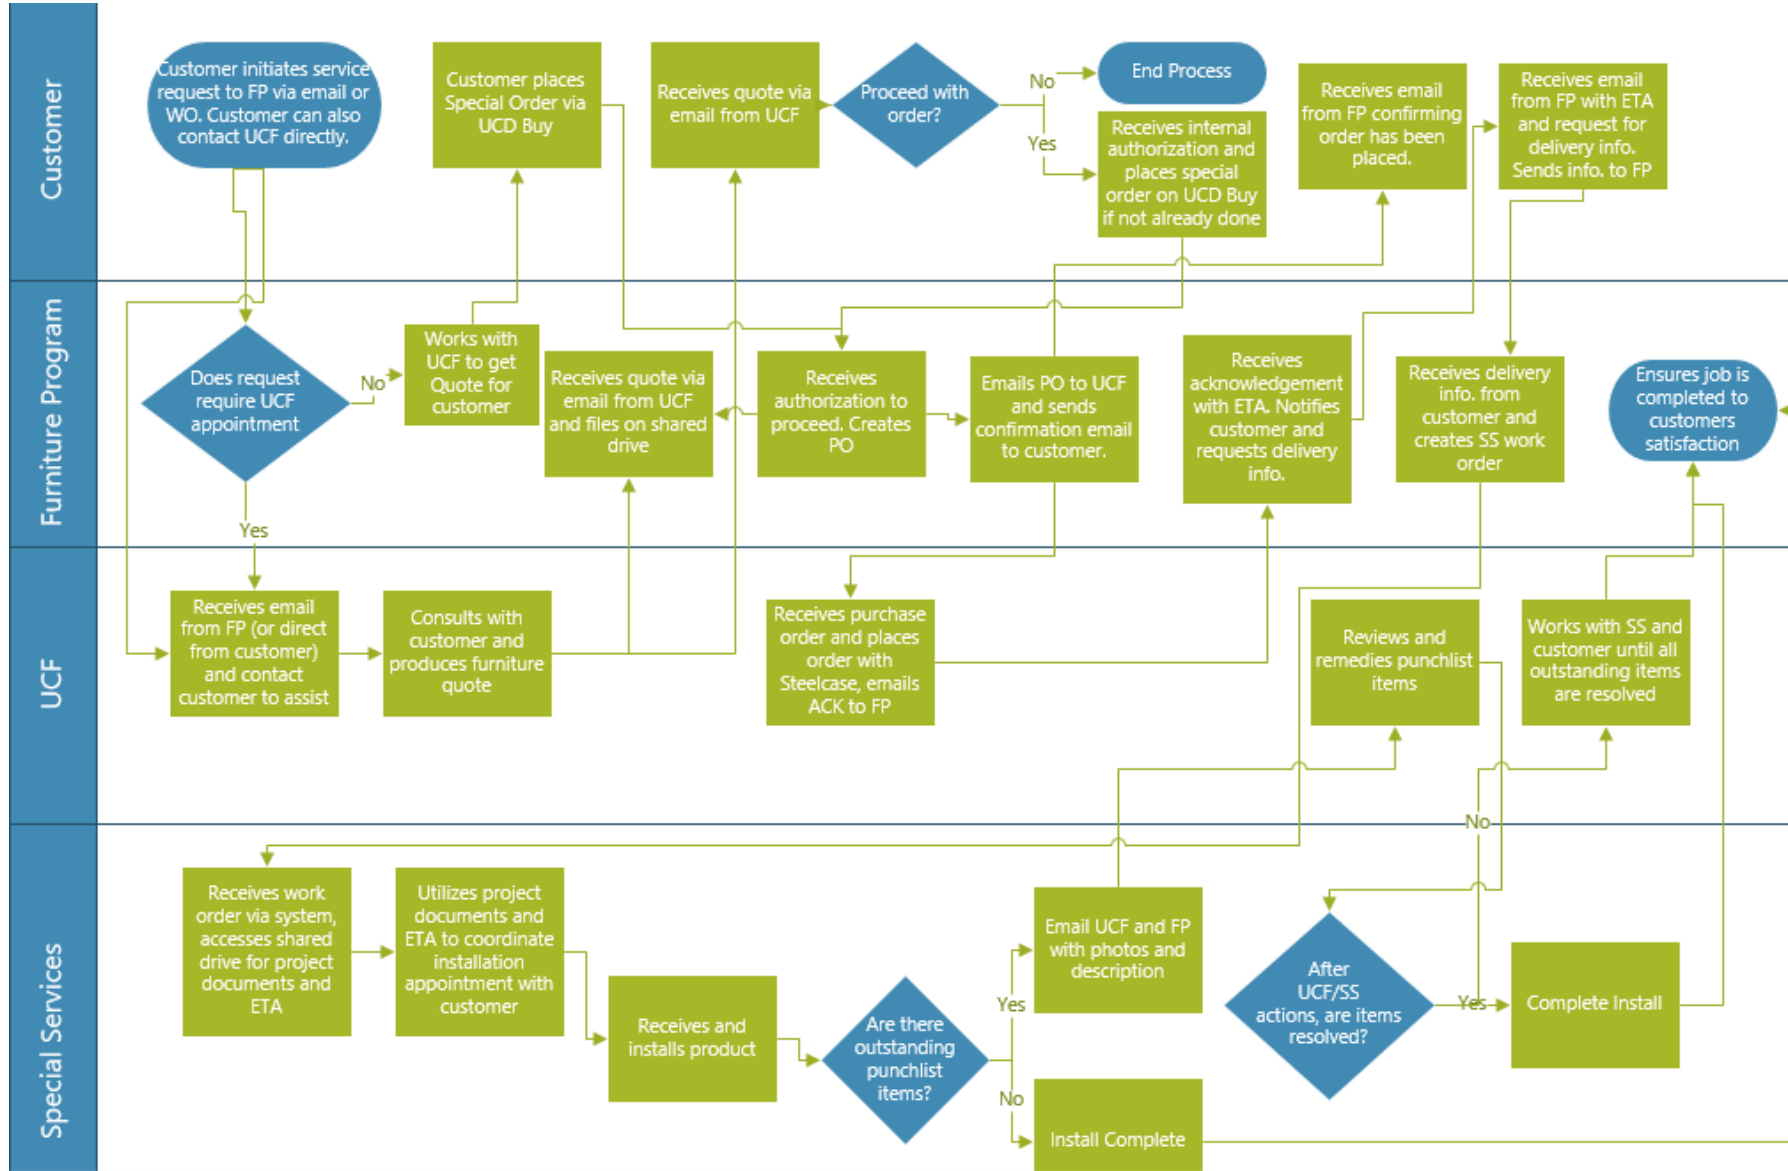 Customer
Customer initiates service
request to FP via email or
WO. Customer can also
contact UCF directly.
Customer places
Special Order via
UCD Buy
Receives quote via
email from UCF
Proceed with
order?
No
Yes
End Process
Receives internal
authorization and
places special
order on UCD Buy
if not already done
Receives email
from FP confirming
order has been
placed.
Receives email
from FP with ETA
and request for
delivery info.
Sends info. to FP
Furniture Program
Does request
require UCF
appointment
No
Yes
Works with
UCF to get
Quote for
customer
Receives quote via
email from UCF
and files on shared
drive
Receives
authorization to
proceed. Creates
PO
Emails PO to UCF
and sends
confirmation email
to customer.
Receives
acknowledgement
with ETA. Notifies
customer and
requests delivery
info.
Receives delivery
info. from
customer and
creates SS work
order
Ensures job is
completed to
customers
satisfaction
UCF
Receives email
from FP (or direct
from customer)
and contact
customer to assist
Consults with
customer and
produces furniture
quote
Receives purchase
order and places
order with
Steelcase, emails
ACK to FP
Reviews and
remedies punchlist
items
Works with SS and
customer until all
outstanding items
are resolved
Special Services
Receives work
order via system,
accesses shared
drive for project
documents and
ETA
Utilizes project
documents and
ETA to coordinate
installation
appointment with
customer
Receives and
installs product
Are there
outstanding
punchlist
items?
Yes
No
Email UCF and FP
with photos and
description
Install Complete
After
UCF/SS
actions, are items
resolved?
No
Yes
Complete Install